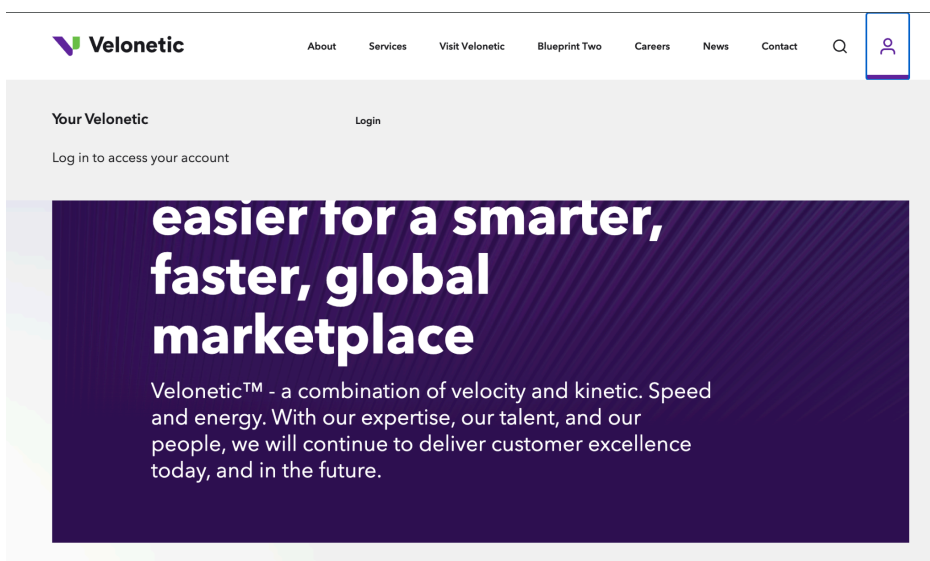 Velonetic
About Services Visit Velonetic Blueprint Two Careers News Contact
Your Velonetic
Login
Log in to access your account
easier for a smarter,
faster, global
marketplace
Velonetic™ - a combination of velocity and kinetic. Speed
and energy. With our expertise, our talent, and our
people, we will continue to deliver customer excellence
today, and in the future.